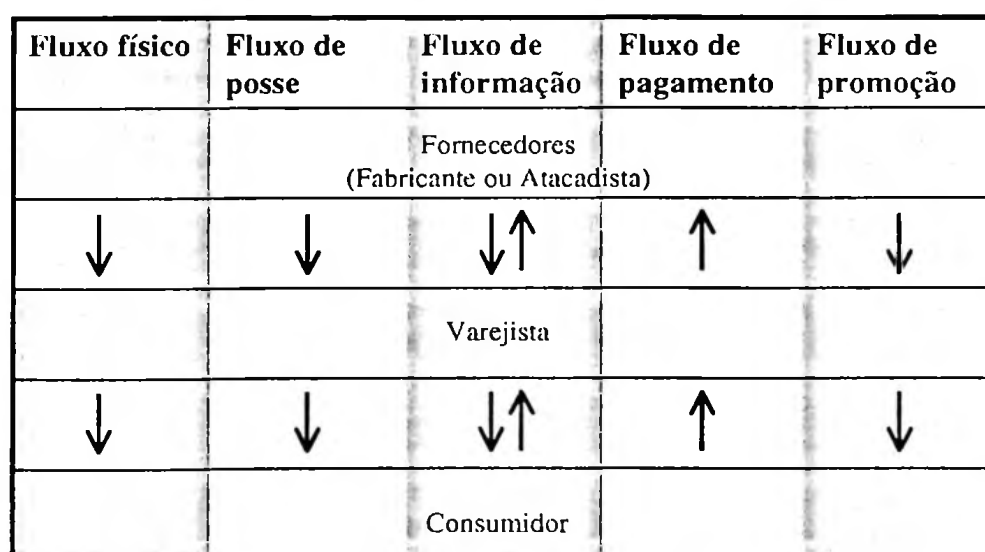 Fluxo físico
Fluxo de
posse
Fluxo de
informação
Fluxo de
pagamento
Fluxo de
promoção
Fornecedores
(Fabricante ou Atacadista)
Varejista
Consumidor